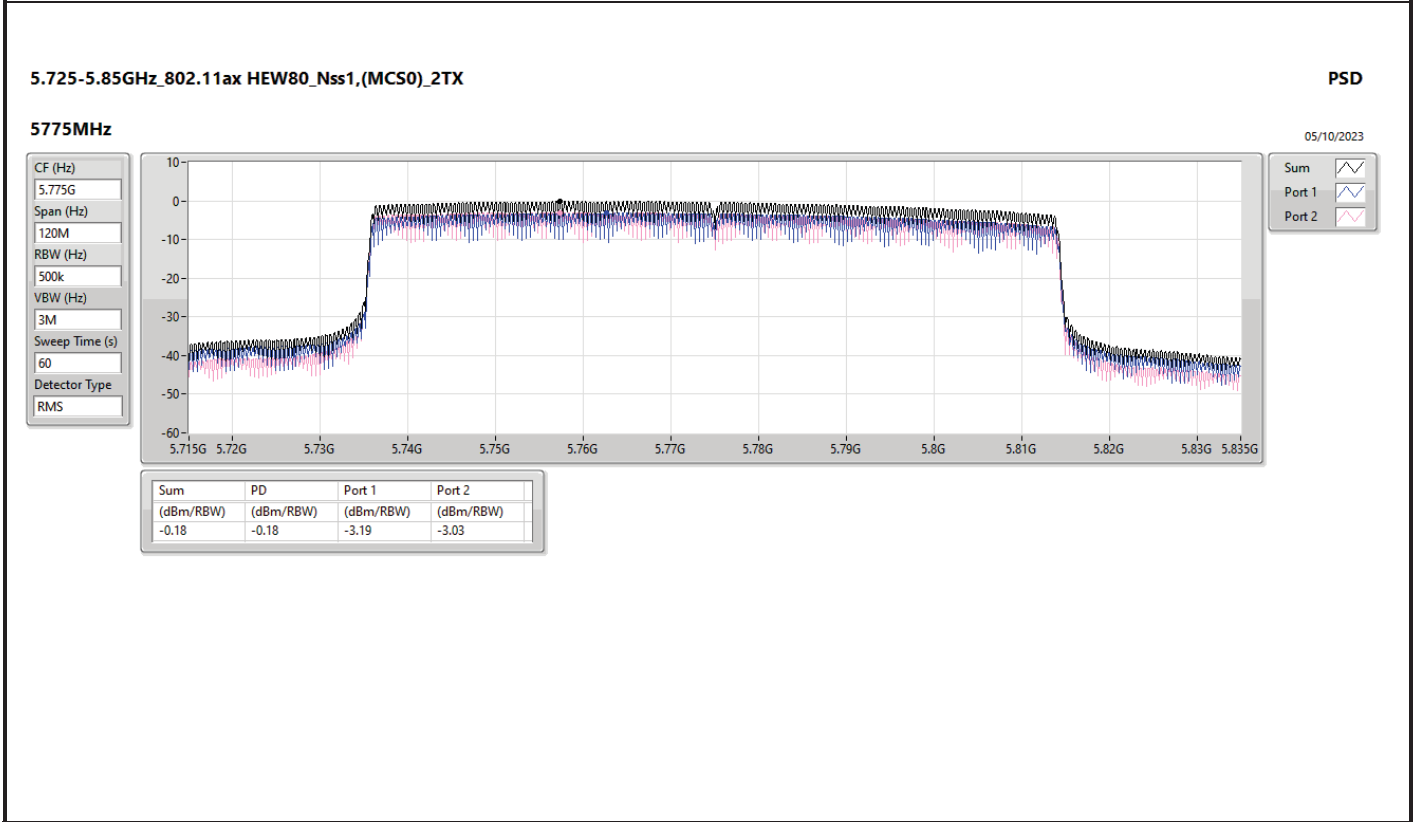 5.725-5.85GHz_802.11ax HEW80_Nss1,(MCS0)_2TX
PSD
5775MHz
05/10/2023
CF (Hz)
5.775G
Span (Hz)
120M
RBW (Hz)
500k
VBW (Hz)
3M
Sweep Time (s)
60
Detector Type
RMS
10
0
-10
-20
-30
-40
-50
-60
5.715G 5.72G 5.73G 5.74G 5.75G 5.76G 5.77G 5.78G 5.79G 5.8G 5.81G 5.82G 5.83G 5.835G
Sum
Port 1
Port 2
Sum PD Port 1 Port 2
(dBm/RBW) (dBm/RBW) (dBm/RBW) (dBm/RBW)
-0.18 -0.18 -3.19 -3.03